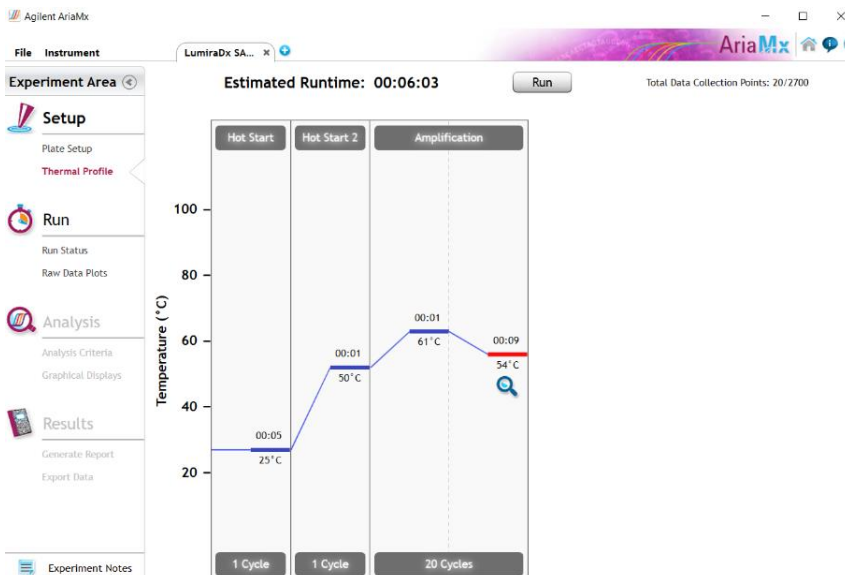 Agilent AriaMx
File Instrument
LumiraDx SA... x
AriaMx
Experiment Area
Estimated Runtime: 00:06:03
Run
Total Data Collection Points: 20/2700
Setup
Plate Setup
Thermal Profile
Run
Run Status
Raw Data Plots
Analysis
Analysis Criteria
Graphical Displays
Results
Generate Report
Export Data
Experiment Notes
Hot Start
Hot Start 2
Amplification
Temperature (°C)
100
80
60
40
20
00:05
25°C
00:01
50°C
00:01
61°C
00:09
54°C
1 Cycle
1 Cycle
20 Cycles